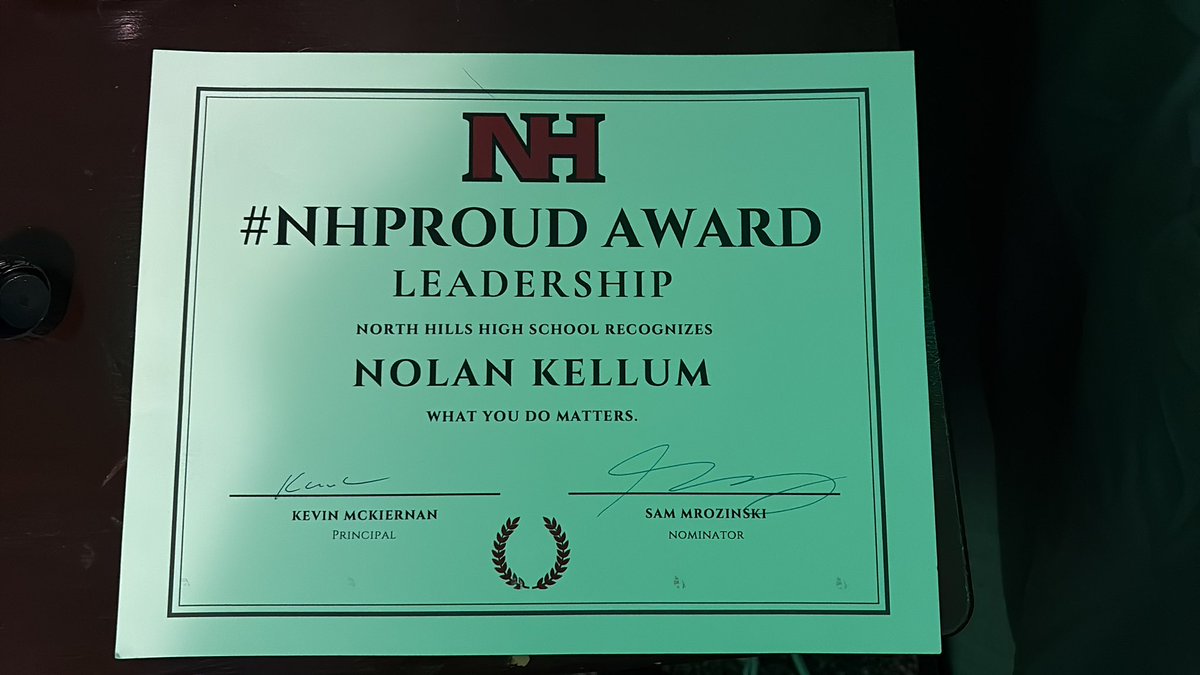 NH
#NHPROUD AWARD
LEADERSHIP
NORTH HILLS HIGH SCHOOL RECOGNIZES
NOLAN KELLUM
WHAT YOU DO MATTERS.
KEVIN MCKIERNAN
PRINCIPAL
SAM MROZINSKI
NOMINATOR